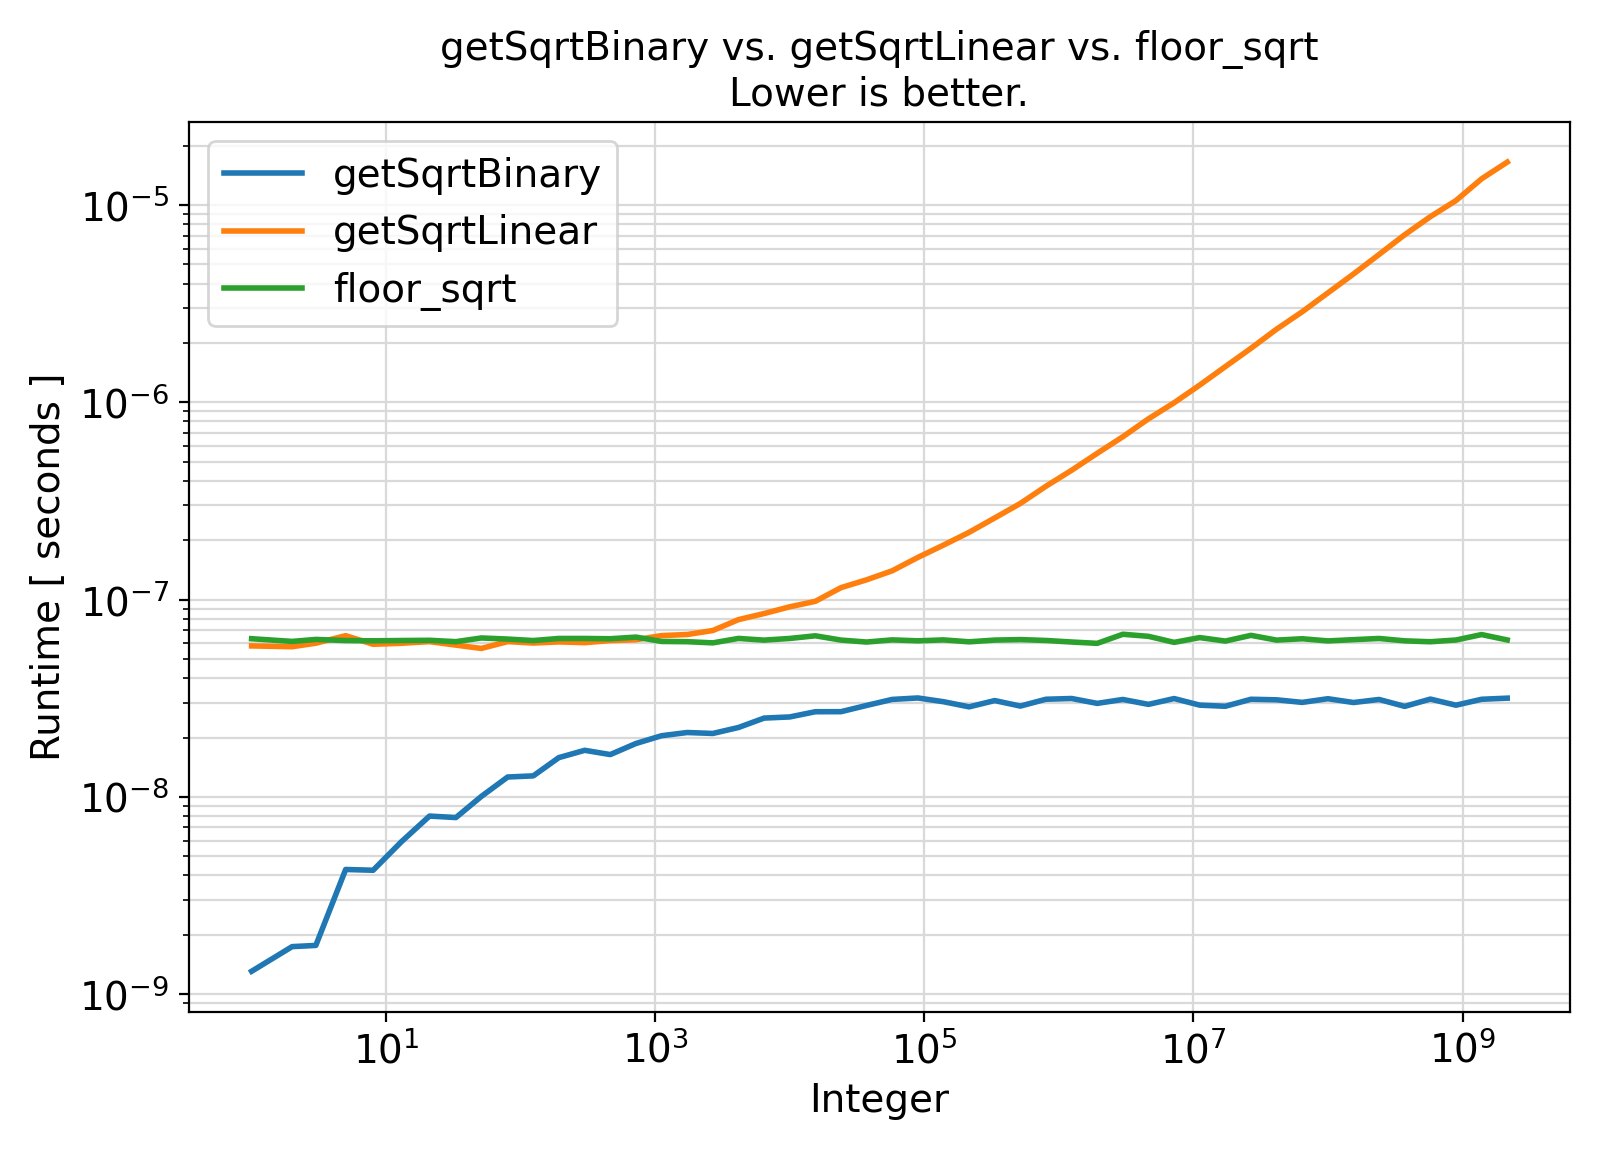 getSqrtBinary vs. getSqrtLinear vs. floor_sqrt
Lower is better.
getSqrtBinary
getSqrtLinear
floor_sqrt
Runtime [ seconds ]
10⁻⁵
10⁻⁶
10⁻⁷
10⁻⁸
10⁻⁹
10¹ 10³ 10⁵ 10⁷ 10⁹
Integer